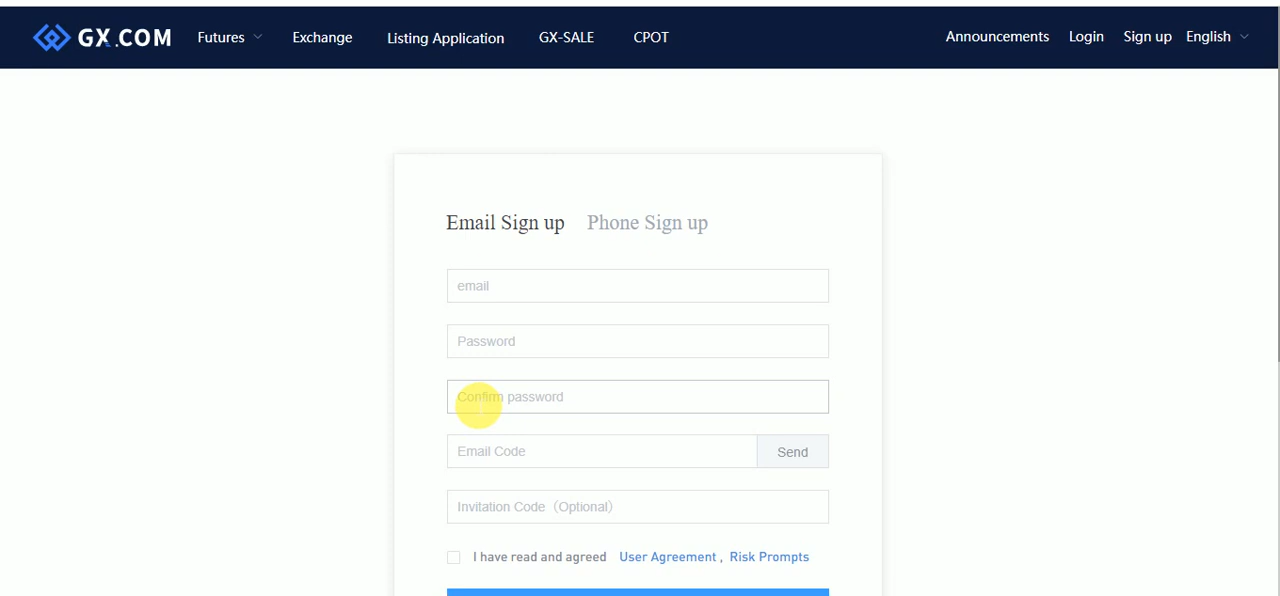 GX.COM Futures Exchange Listing Application GX-SALE CPOT Announcements Login Sign up English
Email Sign up Phone Sign up
email
Password
Confirm password
Email Code Send
Invitation Code（Optional）
I have read and agreed User Agreement , Risk Prompts